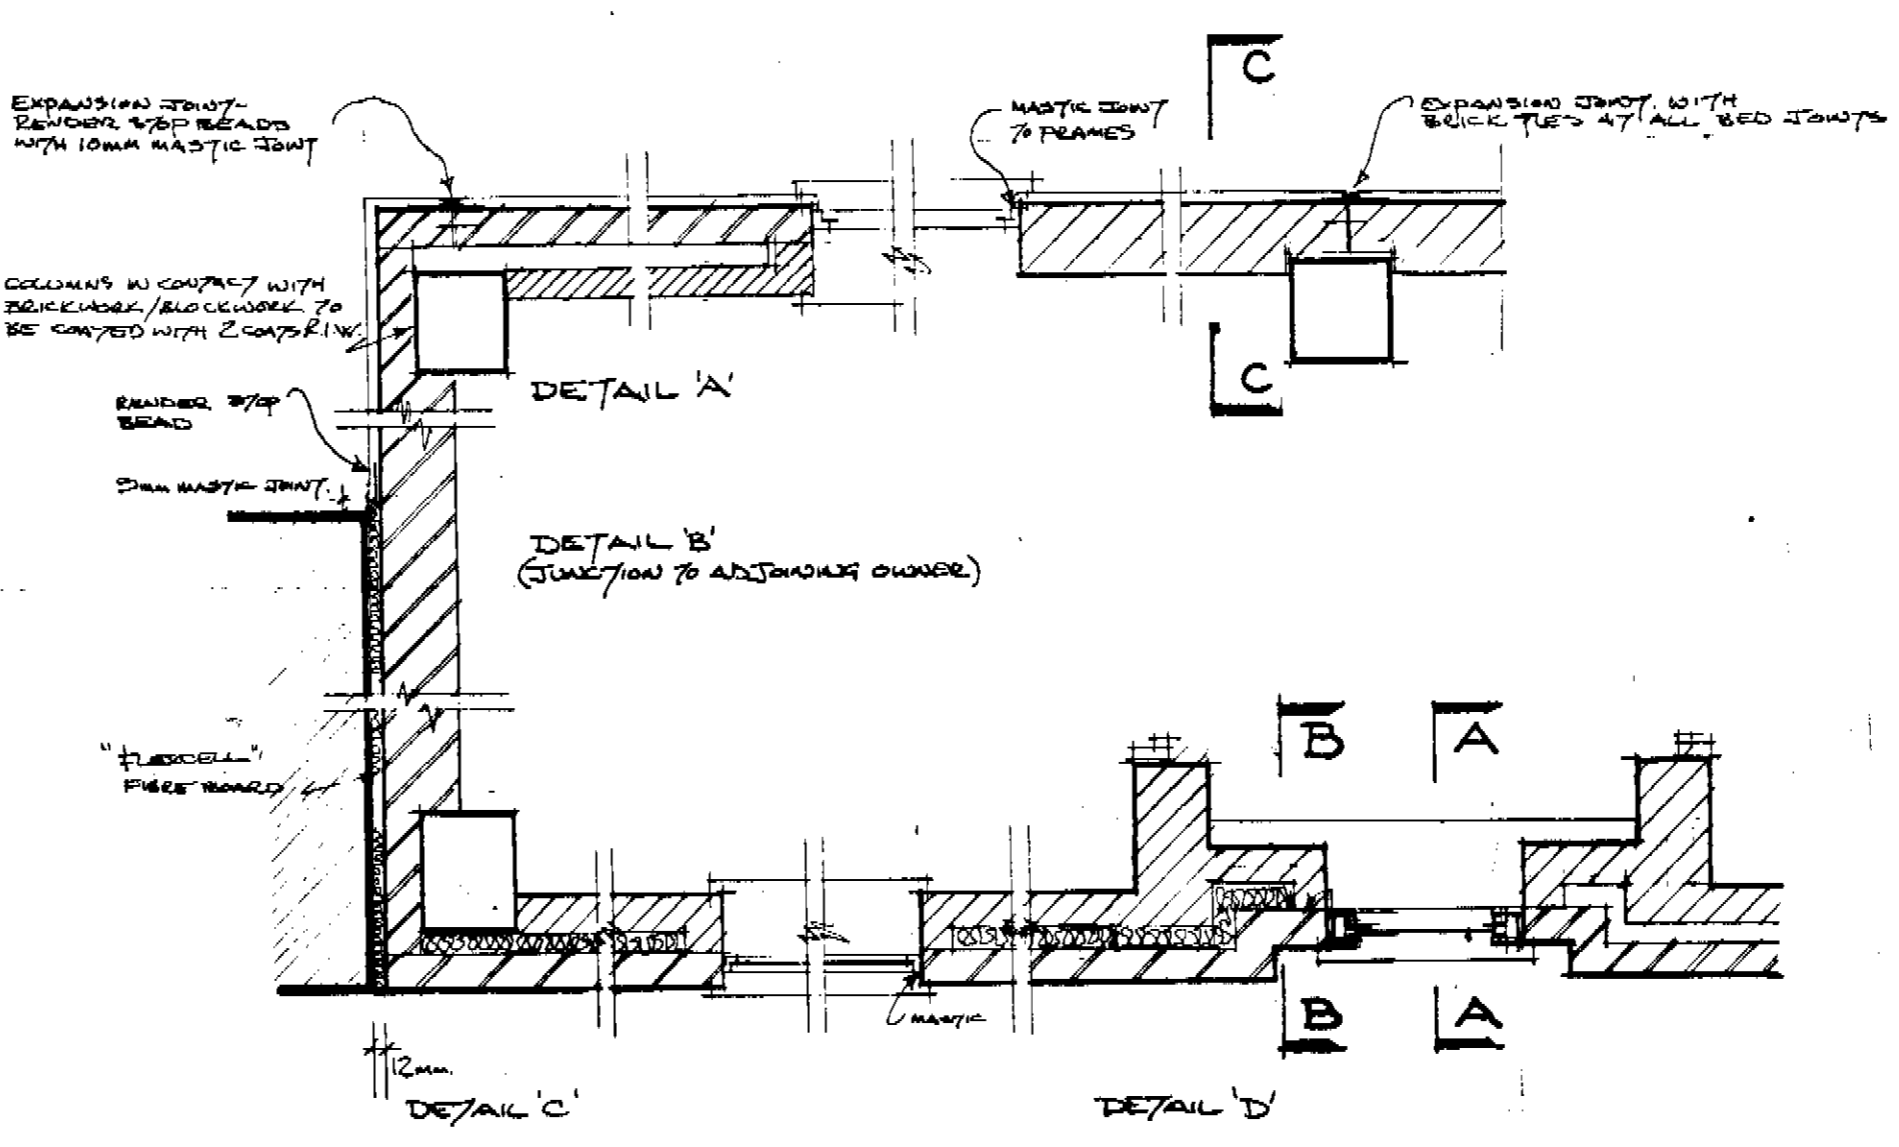 EXPANSION JOINT-
RENDER STOP BEADS
WITH 10MM MASTIC JOINT
MASTIC JOINT
TO FRAMES
C
EXPANSION JOINT. WITH
BRICK TIES AT ALL BED JOINTS
COLUMNS IN CONTACT WITH
BRICKWORK/BLOCKWORK TO
BE COATED WITH 2 COATS R.I.W.
DETAIL 'A'
C
RENDER STOP
BEAD
MASTIC JOINT.
DETAIL 'B'
(JUNCTION TO ADJOINING OWNER)
B
A
"FLEXCELL"
FIBRE BOARD
MASTIC
B
A
12mm.
DETAIL 'C'
DETAIL 'D'